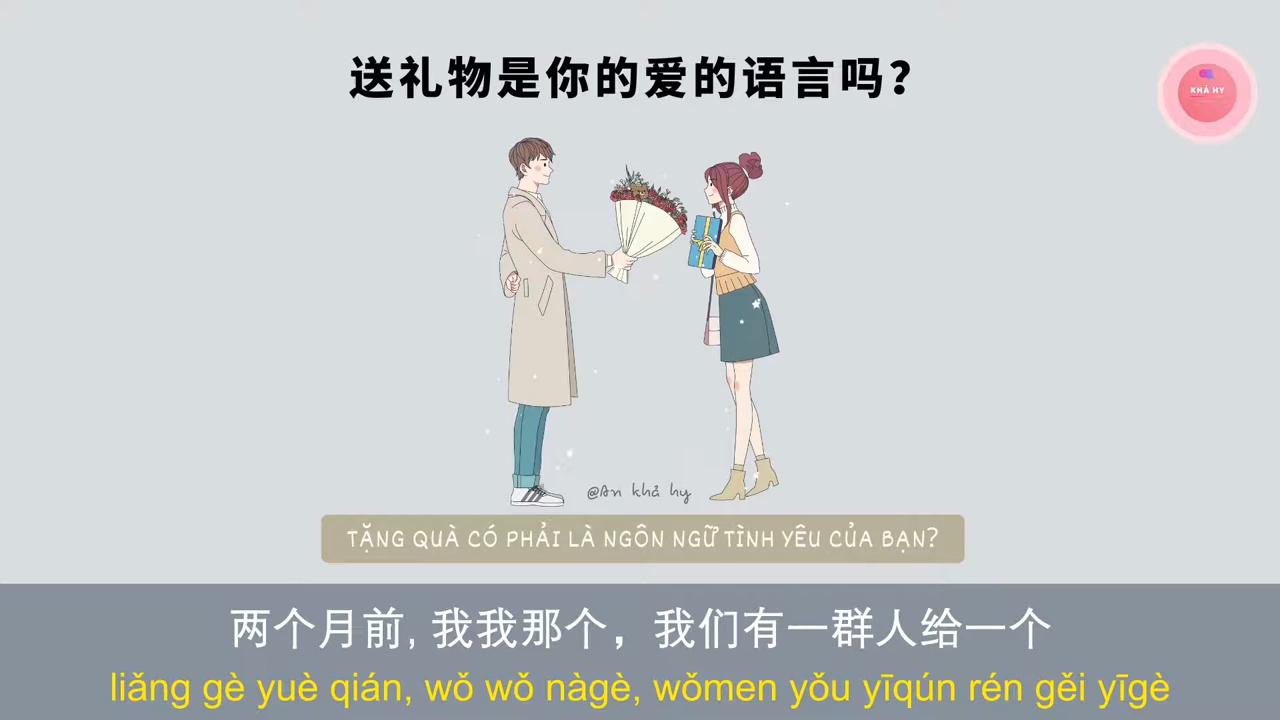 送礼物是你的爱的语言吗？
KHẢ HY
@An khả hy
TẶNG QUÀ CÓ PHẢI LÀ NGÔN NGỮ TÌNH YÊU CỦA BẠN?
两个月前, 我我那个，我们有一群人给一个
liǎng gè yuè qián, wǒ wǒ nàgè, wǒmen yǒu yīqún rén gěi yīgè